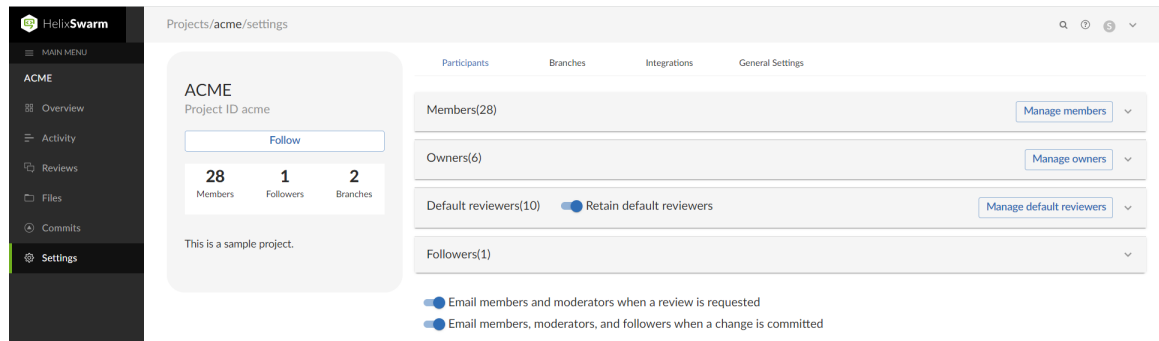 HelixSwarm
Projects/acme/settings
S
MAIN MENU
ACME
Overview
Activity
Reviews
Files
Commits
Settings
ACME
Project ID acme
Follow
28 1 2
Members Followers Branches
This is a sample project.
Participants Branches Integrations General Settings
Members(28) Manage members
Owners(6) Manage owners
Default reviewers(10) Retain default reviewers Manage default reviewers
Followers(1)
Email members and moderators when a review is requested
Email members, moderators, and followers when a change is committed